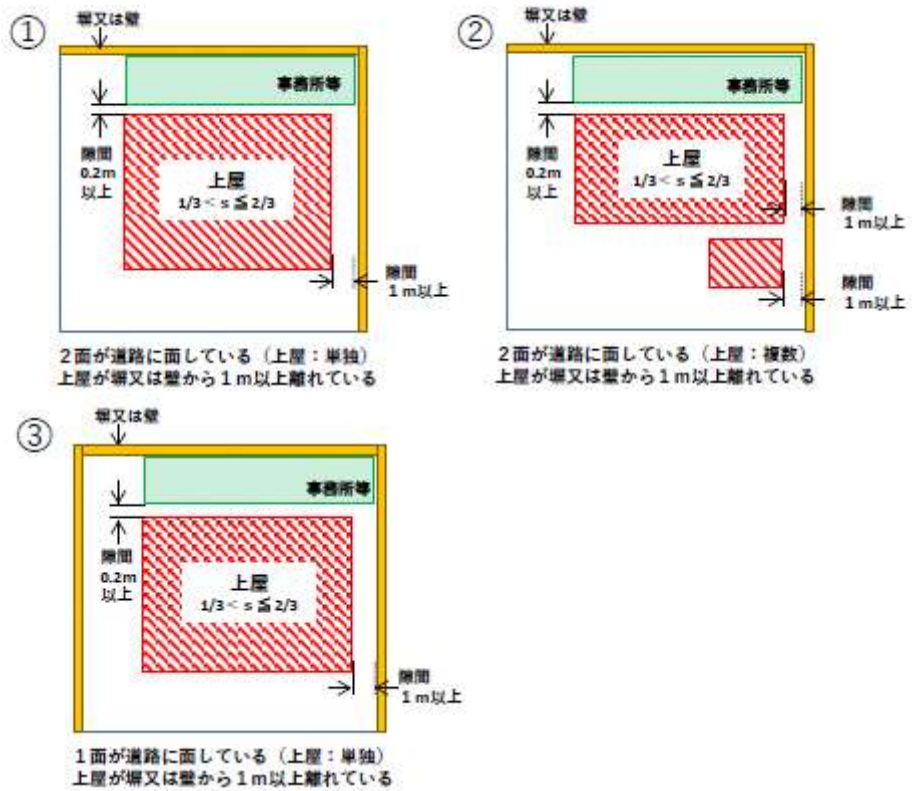 ①
塀又は壁
事務所等
隙間
0.2m
以上
上屋
1/3＜ s ≦ 2/3
隙間
１ｍ以上
２面が道路に面している（上屋：単独）
上屋が塀又は壁から１ｍ以上離れている
②
塀又は壁
事務所等
隙間
0.2m
以上
上屋
1/3＜ s ≦ 2/3
隙間
１ｍ以上
隙間
１ｍ以上
２面が道路に面している（上屋：複数）
上屋が塀又は壁から１ｍ以上離れている
③
塀又は壁
事務所等
隙間
0.2m
以上
上屋
1/3＜ s ≦ 2/3
隙間
１ｍ以上
１面が道路に面している（上屋：単独）
上屋が塀又は壁から１ｍ以上離れている